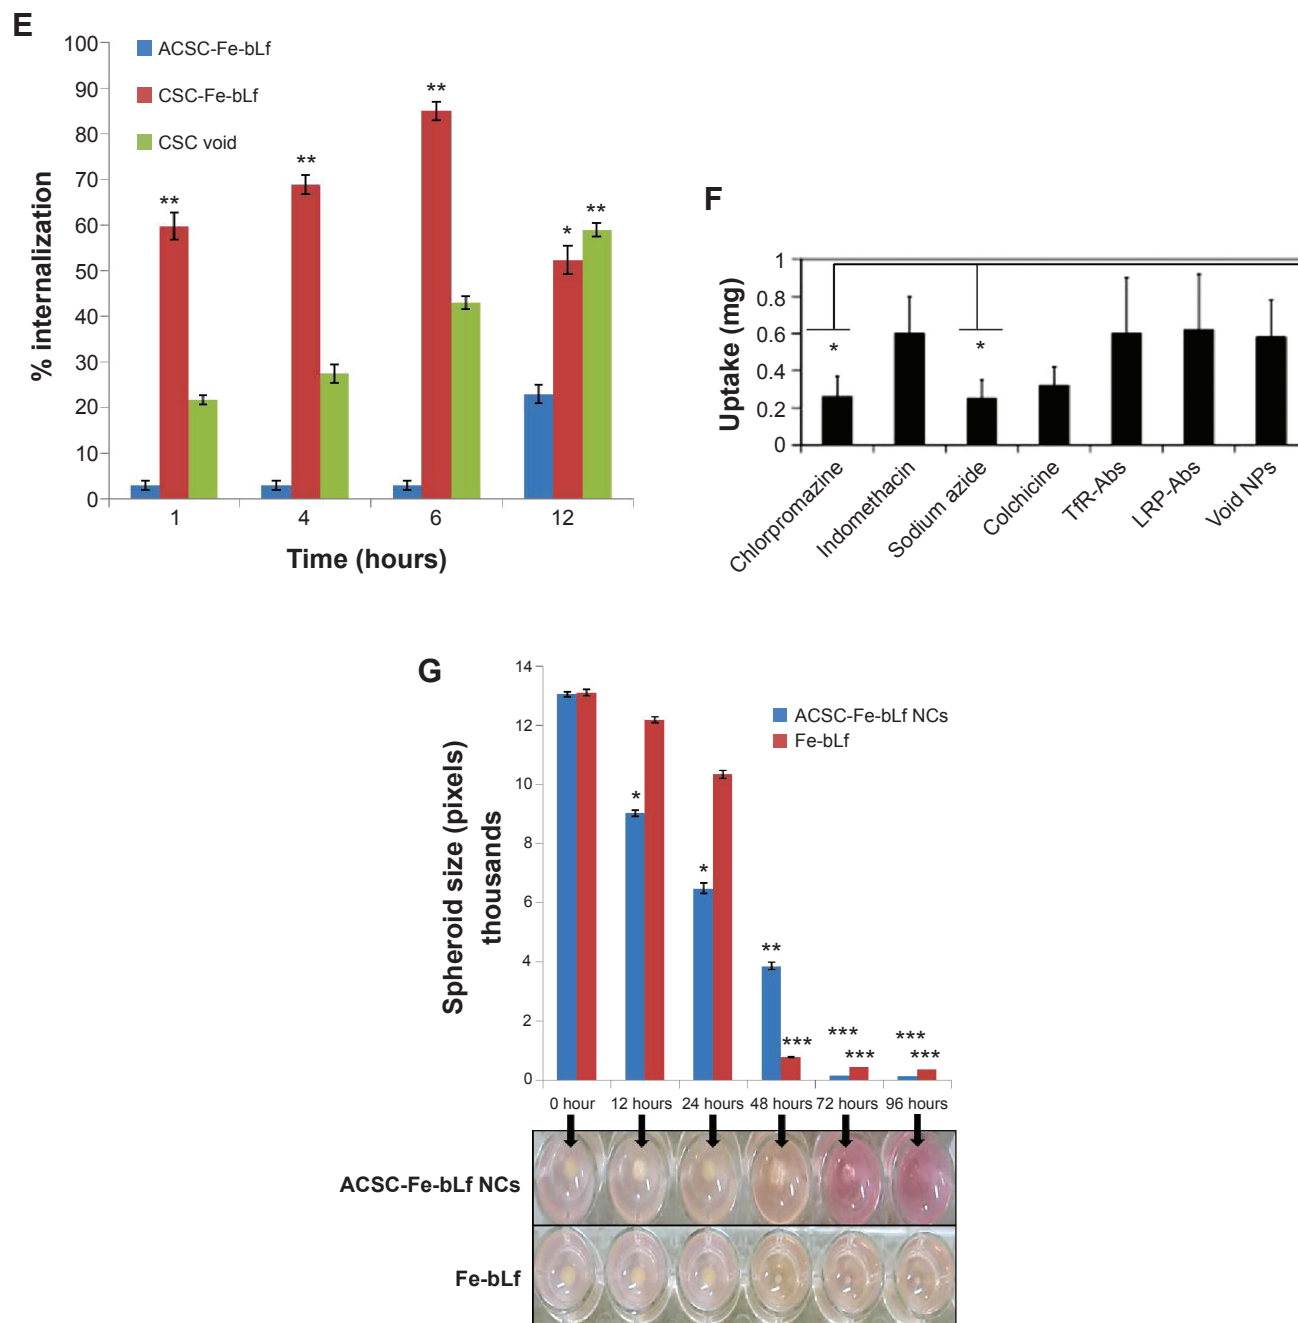 E
100
90
80
70
60
50
40
30
20
10
0
ACSC-Fe-bLf
CSC-Fe-bLf
CSC void
**
**
**
*
**
% internalization
1
4
6
12
Time (hours)
F
1
0.8
0.6
0.4
0.2
0
Uptake (mg)
*
*
Chlorpromazine
Indomethacin
Sodium azide
Colchicine
TfR-Abs
LRP-Abs
Void NPs
G
14
12
10
8
6
4
2
0
Spheroid size (pixels)
thousands
ACSC-Fe-bLf NCs
Fe-bLf
*
*
**
***
***
***
***
***
0 hour
12 hours
24 hours
48 hours
72 hours
96 hours
ACSC-Fe-bLf NCs
Fe-bLf